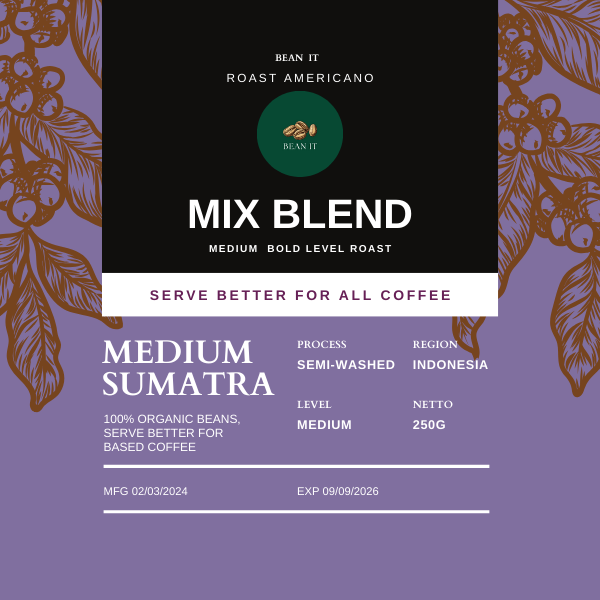 BEAN IT
ROAST AMERICANO
BEAN IT
MIX BLEND
MEDIUM BOLD LEVEL ROAST
SERVE BETTER FOR ALL COFFEE
MEDIUM
SUMATRA
100% ORGANIC BEANS,
SERVE BETTER FOR
BASED COFFEE
PROCESS
SEMI-WASHED
REGION
INDONESIA
LEVEL
MEDIUM
NETTO
250G
MFG 02/03/2024
EXP 09/09/2026